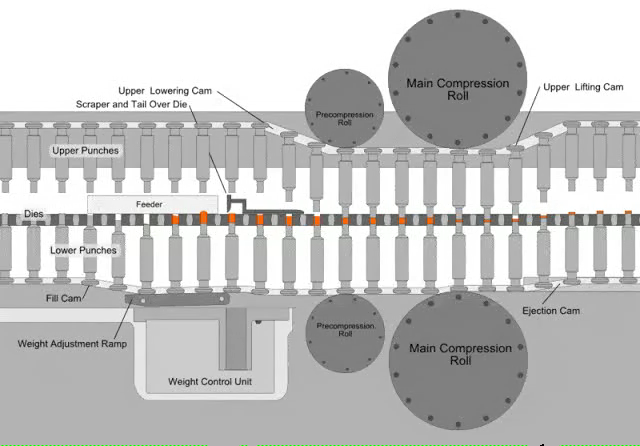 Upper Lowering Cam
Scraper and Tail Over Die
Precompression
Roll
Main Compression
Roll
Upper Lifting Cam
Upper Punches
Feeder
Dies
Lower Punches
Fill Cam
Ejection Cam
Weight Adjustment Ramp
Precompression.
Roll
Main Compression
Roll
Weight Control Unit